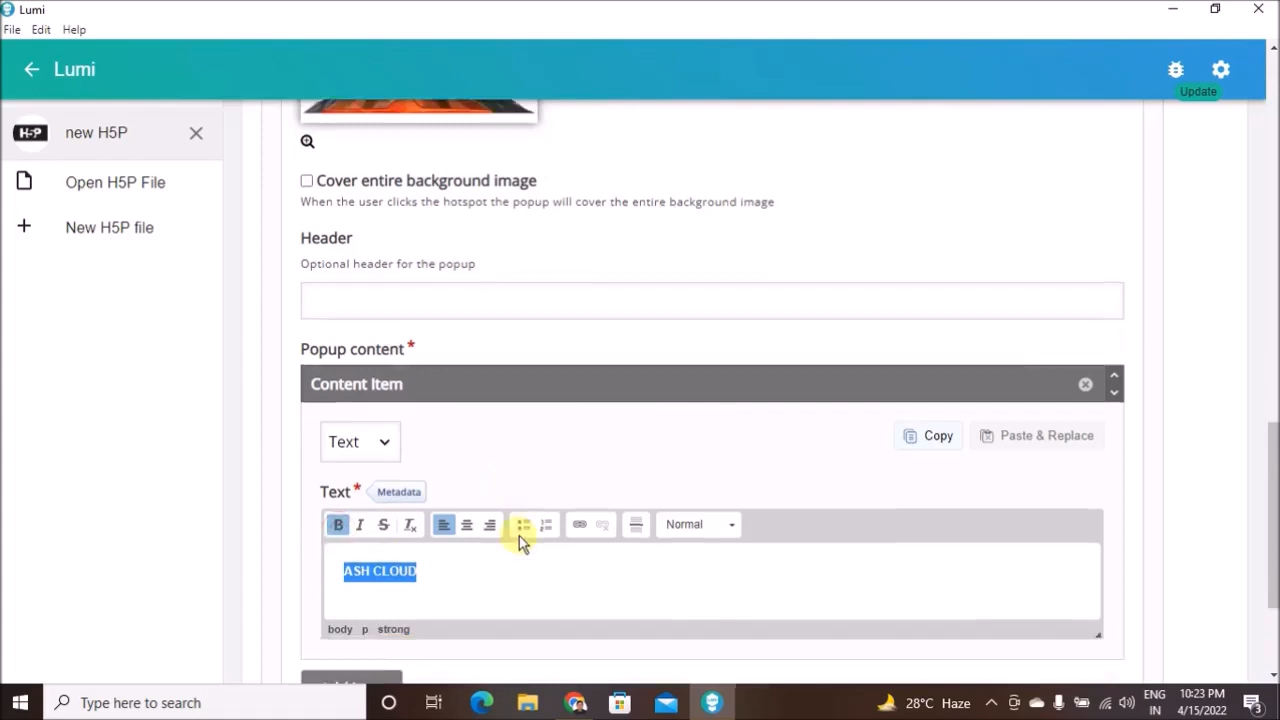 Lumi
File Edit Help
Lumi
Update
H5P new H5P
Open H5P File
New H5P file
Cover entire background image
When the user clicks the hotspot the popup will cover the entire background image
Header
Optional header for the popup
Popup content *
Content Item
Text
Copy
Paste & Replace
Text * Metadata
B I S Tx Normal
ASH CLOUD
body p strong
Type here to search
28°C Haze
ENG
IN
10:23 PM
4/15/2022
3